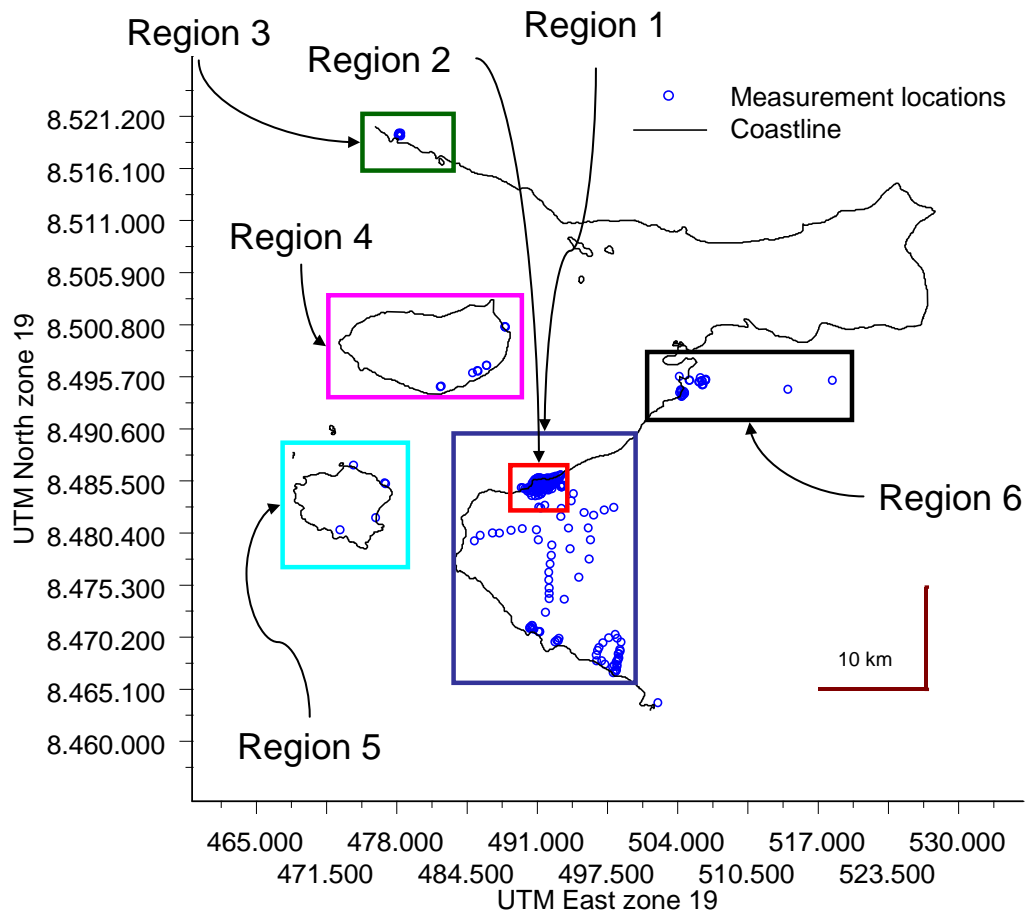 Region 1
Region 3
Region 2
Measurement locations
Coastline
8.521.200
8.516.100
8.511.000
Region 4
8.505.900
8.500.800
8.495.700
8.490.600
8.485.500
Region 6
8.480.400
8.475.300
8.470.200
10 km
8.465.100
8.460.000
Region 5
UTM North zone 19
465.000 478.000 491.000 504.000 517.000 530.000
471.500 484.500 497.500 510.500 523.500
UTM East zone 19